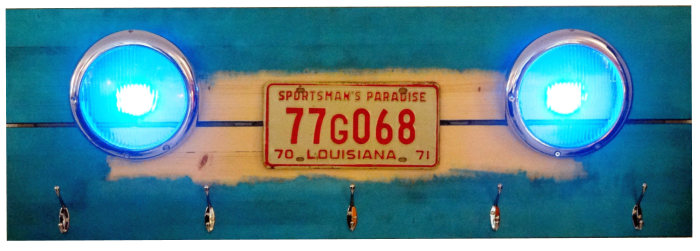 SPORTSMAN'S PARADISE
77G068
70 LOUISIANA 71